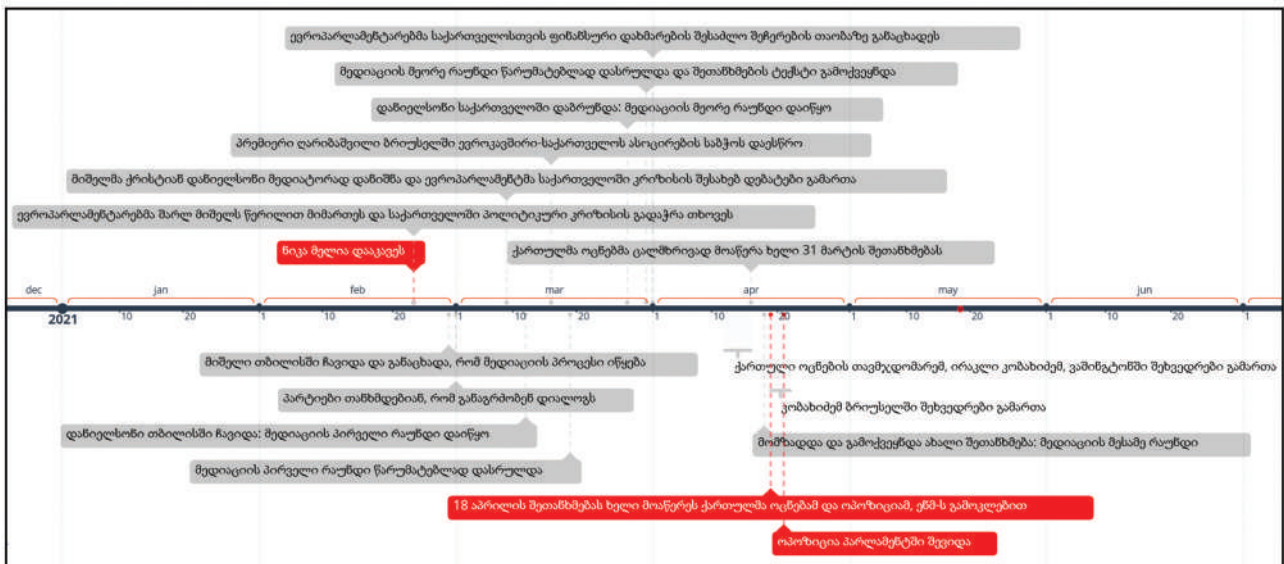 ევროპარლამენტარებმა საქართველოსთვის ფინანსური დახმარების შესაძლო შეჩერების თაობაზე განაცხადეს
მედიაციის მეორე რაუნდი წარუმატებლად დასრულდა და შეთანხმების ტექსტი გამოქვეყნდა
დანიელსონი საქართველოში დაბრუნდა: მედიაციის მეორე რაუნდი დაიწყო
პრემიერი ღარიბაშვილი ბრიუსელში ევროკავშირი-საქართველოს ასოცირების საბჭოს დაესწრო
მიშელმა ქრისტიან დანიელსონი მედიატორად დანიშნა და ევროპარლამენტმა საქართველოში კრიზისის შესახებ დებატები გამართა
ევროპარლამენტარებმა შარლ მიშელს წერილით მიმართეს და საქართველოში პოლიტიკური კრიზისის გადაჭრა თხოვეს
ნიკა მელია დააკავეს
ქართულმა ოცნებმა ცალმხრივად მოაწერა ხელი 31 მარტის შეთანხმებას
dec jan feb mar apr may jun
2021 '10 '20 '1 '10 '20 '1 '10 '20 '1 '10 '20 '1 '10 '20 '1 '10 '20 '1
მიშელი თბილისში ჩავიდა და განაცხადა, რომ მედიაციის პროცესი იწყება
ქართული ოცნების თავმჯდომარემ, ირაკლი კობახიძემ, ვაშინგტონში შეხვედრები გამართა
პარტიები თანხმდებიან, რომ განაგრძობენ დიალოგს
კობახიძემ ბრიუსელში შეხვედრები გამართა
დანიელსონი თბილისში ჩავიდა: მედიაციის პირველი რაუნდი დაიწყო
მომზადდა და გამოქვეყნდა ახალი შეთანხმება: მედიაციის მესამე რაუნდი
მედიაციის პირველი რაუნდი წარუმატებლად დასრულდა
18 აპრილის შეთანხმებას ხელი მოაწერეს ქართულმა ოცნებამ და ოპოზიციამ, ენმ-ს გამოკლებით
ოპოზიცია პარლამენტში შევიდა